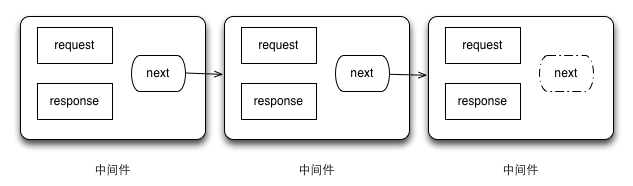 request
next
response
request
next
response
request
next
response
中间件
中间件
中间件